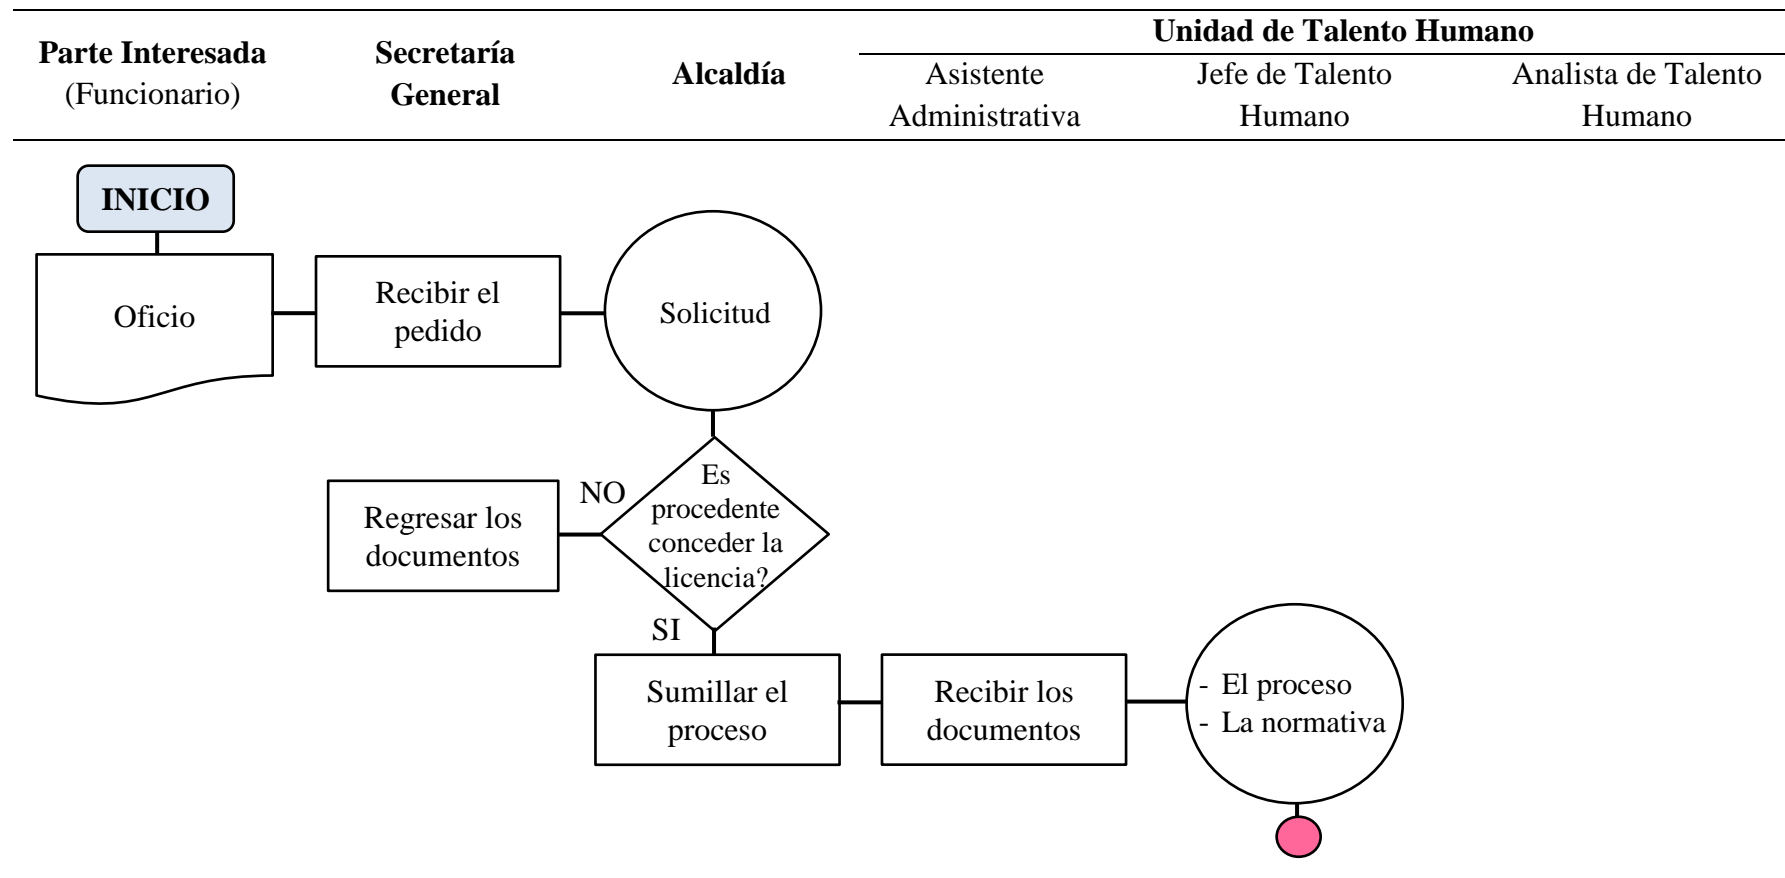 Parte Interesada
(Funcionario)
Secretaría
General
Alcaldía
Unidad de Talento Humano
Asistente
Administrativa
Jefe de Talento
Humano
Analista de Talento
Humano
INICIO
Oficio
Recibir el
pedido
Solicitud
Es
procedente
conceder la
licencia?
NO
Regresar los
documentos
SI
Sumillar el
proceso
Recibir los
documentos
- El proceso
- La normativa